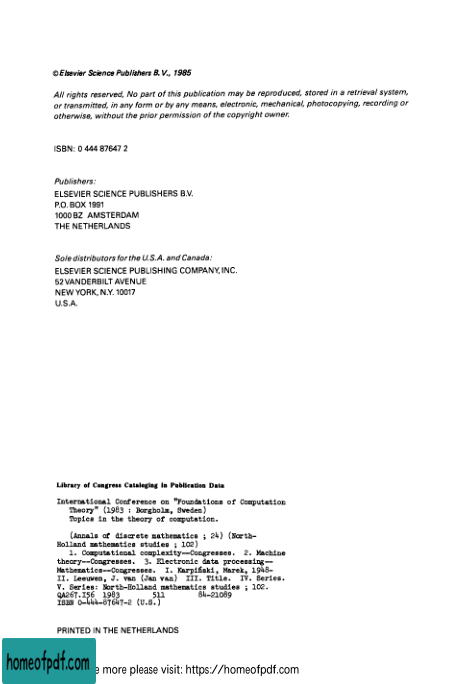 © Elsevier Science Publishers B.V., 1985
All rights reserved. No part of this publication may be reproduced, stored in a retrieval system,
or transmitted, in any form or by any means, electronic, mechanical, photocopying, recording or
otherwise, without the prior permission of the copyright owner.
ISBN: 0 444 87647 2
Publishers:
ELSEVIER SCIENCE PUBLISHERS B.V.
P.O. BOX 1991
1000 BZ AMSTERDAM
THE NETHERLANDS
Sole distributors for the U.S.A. and Canada:
ELSEVIER SCIENCE PUBLISHING COMPANY, INC.
52 VANDERBILT AVENUE
NEW YORK, N.Y. 10017
U.S.A.
Library of Congress Cataloging in Publication Data
International Conference on "Foundations of Computation
Theory" (1983 : Borgholm, Sweden)
Topics in the theory of computation.
(Annals of discrete mathematics ; 24) (North-
Holland mathematics studies ; 102)
1. Computational complexity--Congresses. 2. Machine
theory--Congresses. 3. Electronic data processing--
Mathematics--Congresses. I. Karpiński, Marek, 1948-
II. Leeuwen, J. van (Jan van) III. Title. IV. Series.
V. Series: North-Holland mathematics studies ; 102.
QA267.I56 1983 511 84-21089
ISBN 0-444-87647-2 (U.S.)
PRINTED IN THE NETHERLANDS
homeofpdf.com
e more please visit: https://homeofpdf.com